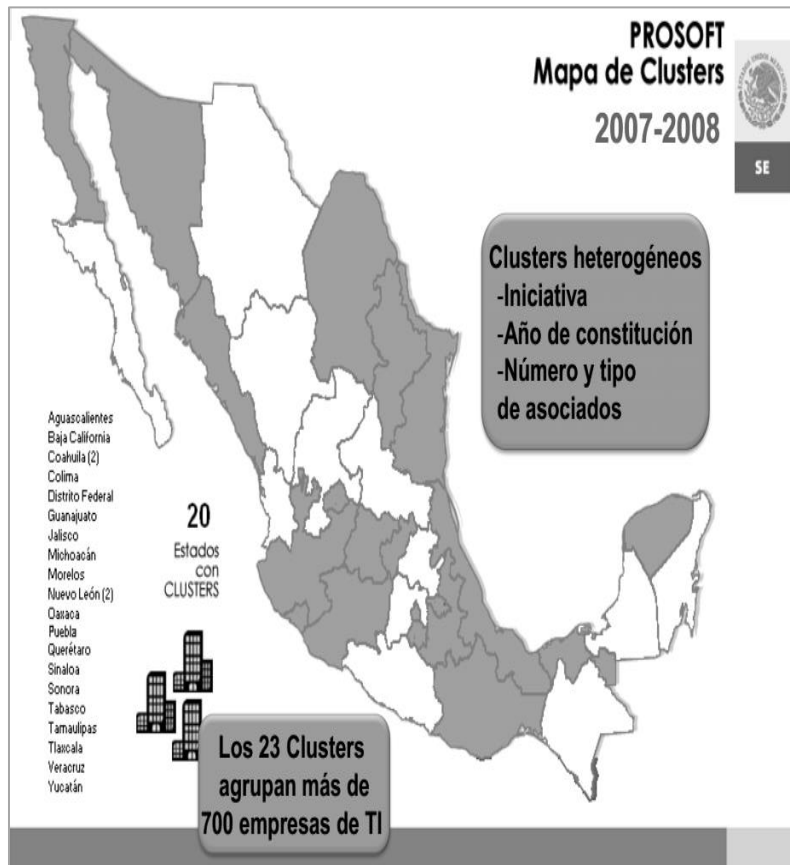 PROSOFT
Mapa de Clusters
2007-2008
SE
Clusters heterogéneos
-Iniciativa
-Año de constitución
-Número y tipo
de asociados
Aguascalientes
Baja California
Coahuila (2)
Colima
Distrito Federal
Guanajuato
Jalisco
Michoacán
Morelos
Nuevo León (2)
Oaxaca
Puebla
Querétaro
Sinaloa
Sonora
Tabasco
Tamaulipas
Tlaxcala
Veracruz
Yucatán
20
Estados
con
CLUSTERS
Los 23 Clusters
agrupan más de
700 empresas de TI